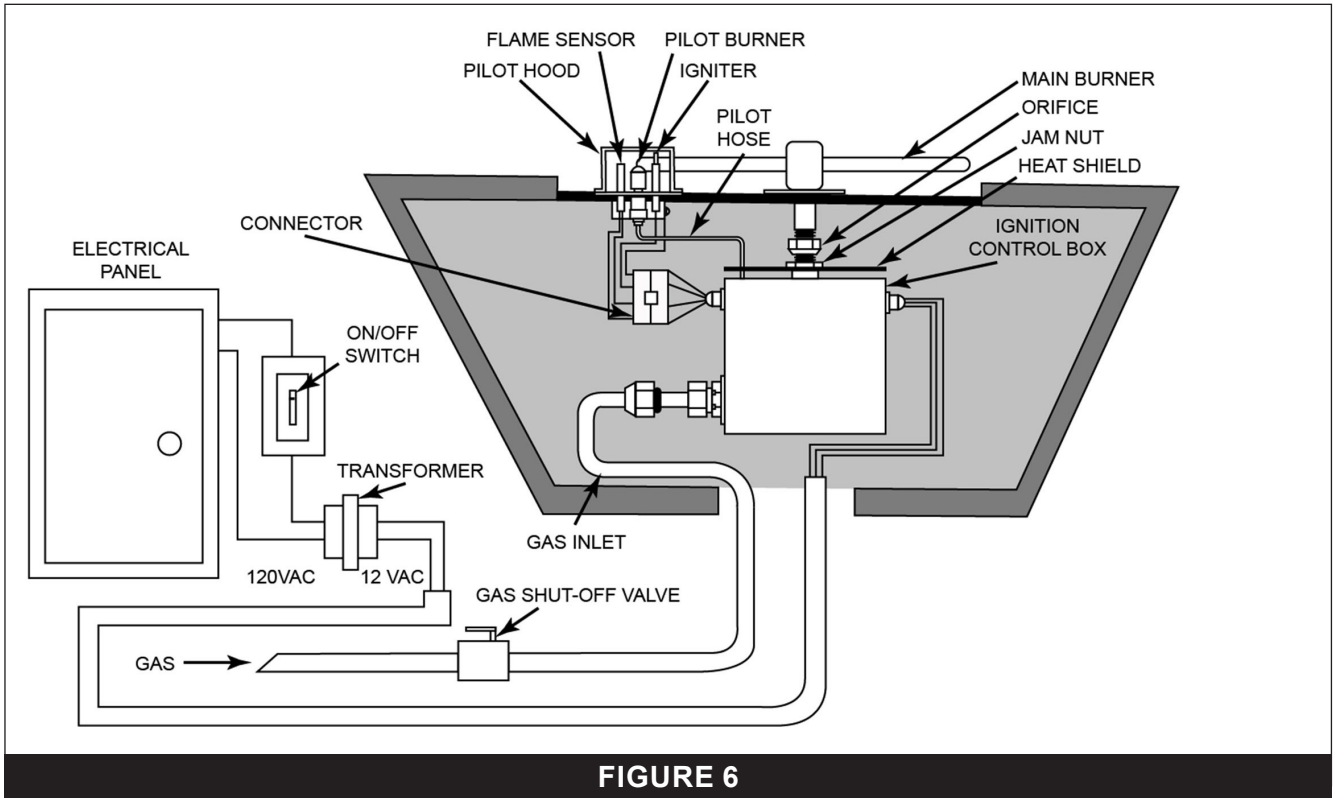 FLAME SENSOR
PILOT BURNER
PILOT HOOD
IGNITER
MAIN BURNER
ORIFICE
PILOT
HOSE
JAM NUT
HEAT SHIELD
CONNECTOR
IGNITION
CONTROL BOX
ELECTRICAL
PANEL
ON/OFF
SWITCH
TRANSFORMER
GAS INLET
120VAC
12 VAC
GAS SHUT-OFF VALVE
GAS
FIGURE 6